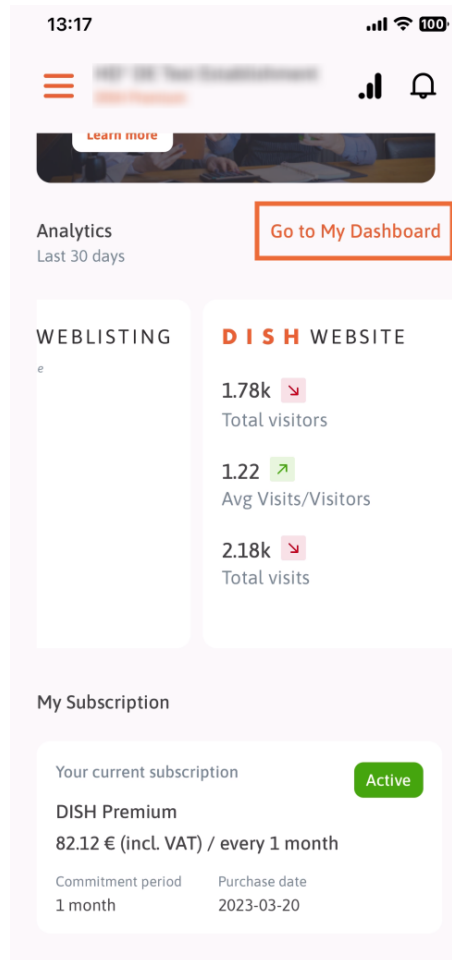 13:17
100
Learn more
Analytics
Go to My Dashboard
Last 30 days
WEBLISTING
e
DISH WEBSITE
1.78k
Total visitors
1.22
Avg Visits/Visitors
2.18k
Total visits
My Subscription
Your current subscription
Active
DISH Premium
82.12 € (incl. VAT) / every 1 month
Commitment period
Purchase date
1 month
2023-03-20